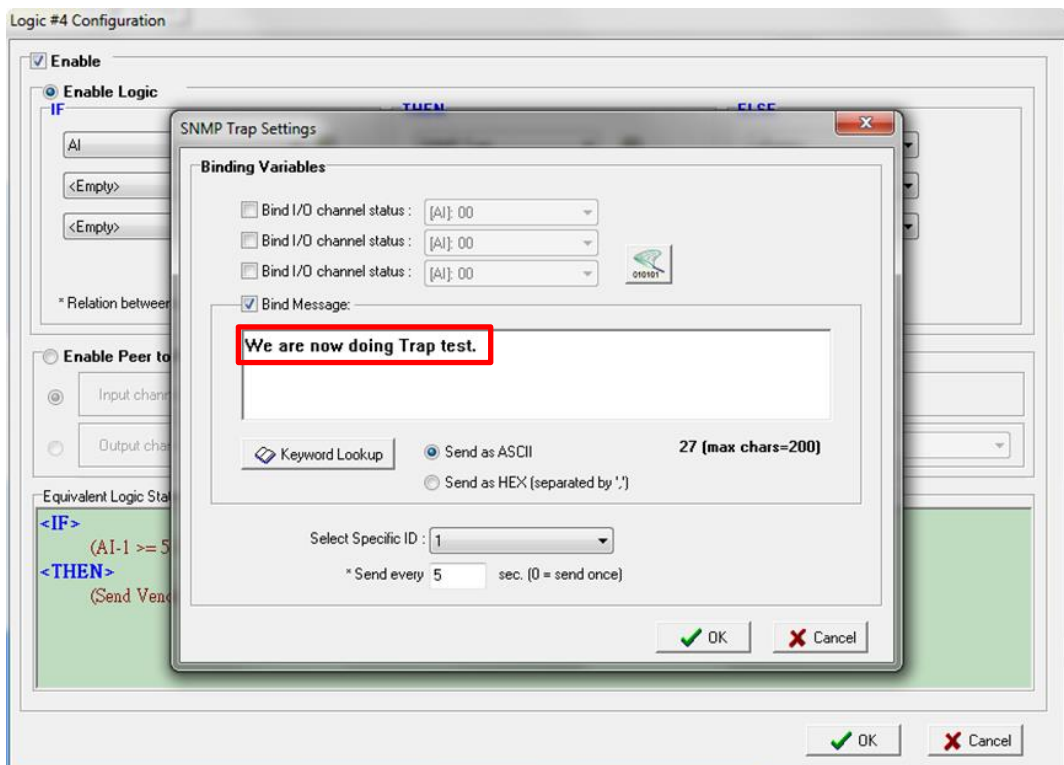 Logic #4 Configuration
Enable
Enable Logic
IF
THEN
ELSE
SNMP Trap Settings
AI
<Empty>
<Empty>
* Relation between
Binding Variables
Bind I/O channel status : [AI]: 00
Bind I/O channel status : [AI]: 00
Bind I/O channel status : [AI]: 00
010101
Bind Message:
We are now doing Trap test.
Keyword Lookup
Send as ASCII
27 (max chars=200)
Send as HEX (separated by ',')
Select Specific ID : 1
* Send every 5 sec. (0 = send once)
OK
Cancel
Enable Peer to
Input
Output
Equivalent Logic
<IF>
(AI-1 >= 5
<THEN>
(Send
OK
Cancel